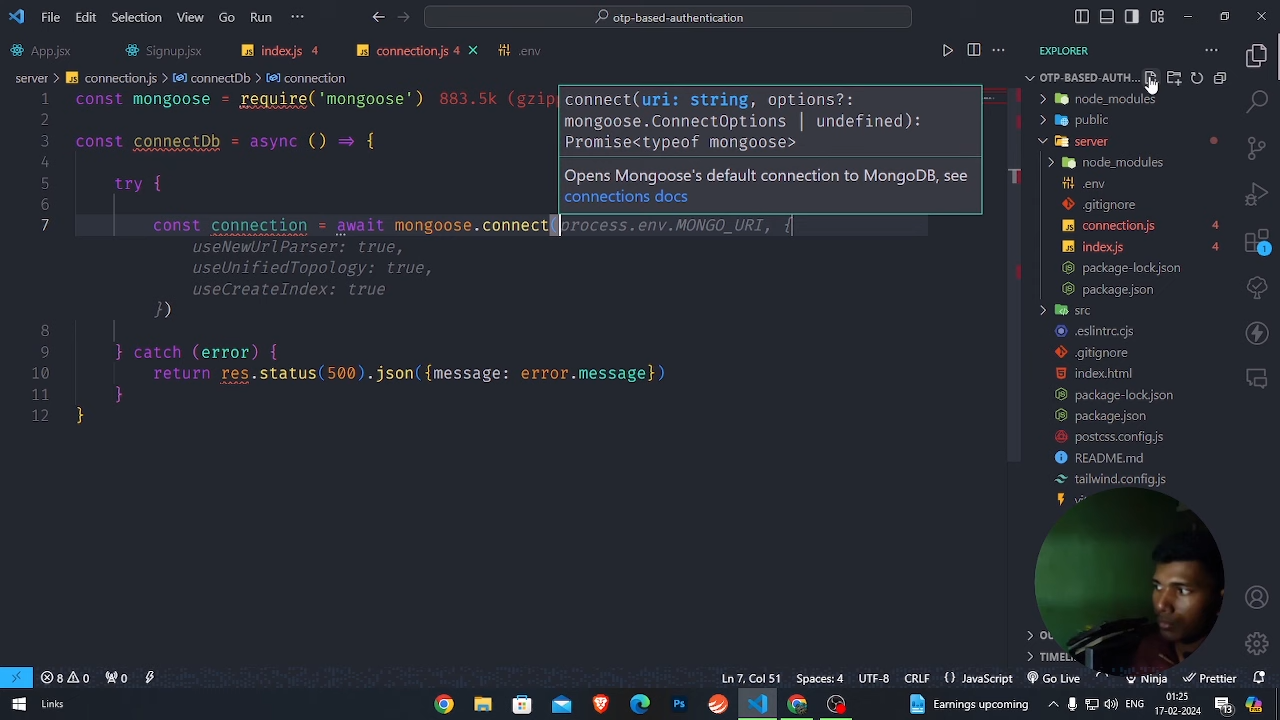 File Edit Selection View Go Run ··· otp-based-authentication
App.jsx Signup.jsx index.js 4 connection.js 4 .env
EXPLORER
server > connection.js > connectDb > connection
OTP-BASED-AUTH...
1 const mongoose = require('mongoose') 883.5k (gzipp
2
3 const connectDb = async () => {
4
5 try {
6
7 const connection = await mongoose.connect(process.env.MONGO_URI, {
useNewUrlParser: true,
useUnifiedTopology: true,
useCreateIndex: true
})
8
9 } catch (error) {
10 return res.status(500).json({message: error.message})
11 }
12 }
connect(uri: string, options?:
mongoose.ConnectOptions | undefined):
Promise<typeof mongoose>
Opens Mongoose's default connection to MongoDB, see
connections docs
node_modules
public
server
node_modules
.env
connection.js 4
index.js 4
package-lock.json
package.json
src
.eslintrc.cjs
.gitignore
index.html
package-lock.json
package.json
postcss.config.js
README.md
tailwind.config.js
1
OU
TIMELI
8 0 0 Ln 7, Col 51 Spaces: 4 UTF-8 CRLF {} JavaScript Go Live Ninja Prettier
Links Earnings upcoming ENG 01:25
17-02-2024